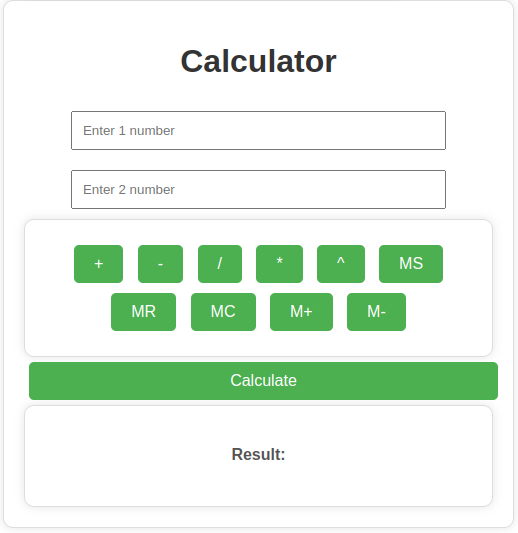 Calculator
Enter 1 number
Enter 2 number
+ - / * ^ MS
MR MC M+ M-
Calculate
Result: